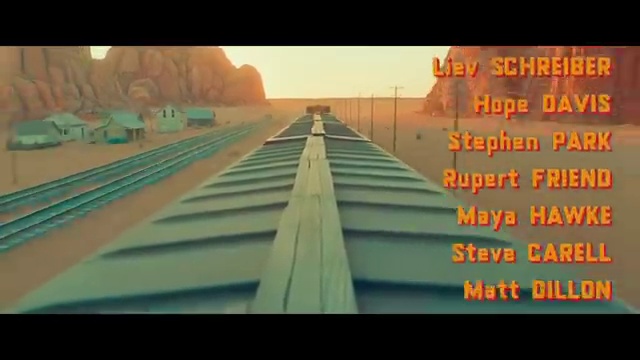 Liev SCHREIBER
Hope DAVIS
Stephen PARK
Rupert FRIEND
Maya HAWKE
Steve CARELL
Matt DILLON